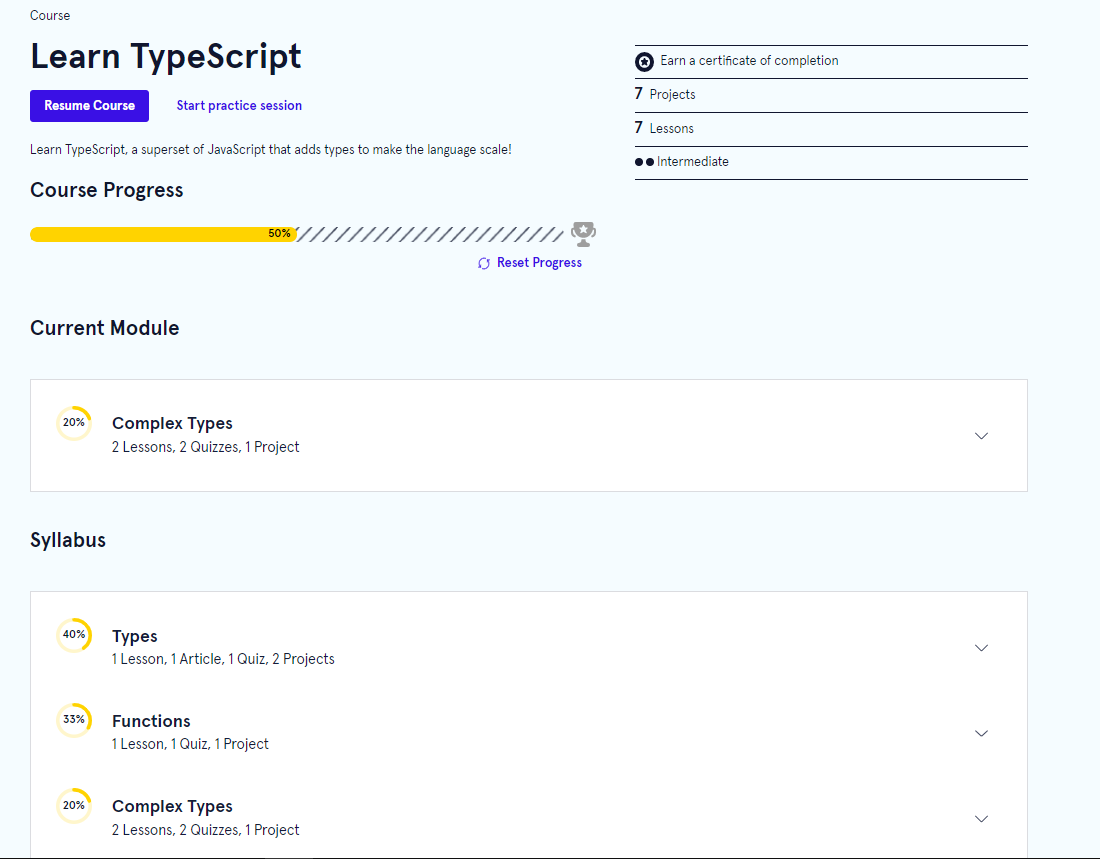 Course
Learn TypeScript
Resume Course
Start practice session
Learn TypeScript, a superset of JavaScript that adds types to make the language scale!
Earn a certificate of completion
7 Projects
7 Lessons
Intermediate
Course Progress
50%
Reset Progress
Current Module
20%
Complex Types
2 Lessons, 2 Quizzes, 1 Project
Syllabus
40%
Types
1 Lesson, 1 Article, 1 Quiz, 2 Projects
33%
Functions
1 Lesson, 1 Quiz, 1 Project
20%
Complex Types
2 Lessons, 2 Quizzes, 1 Project